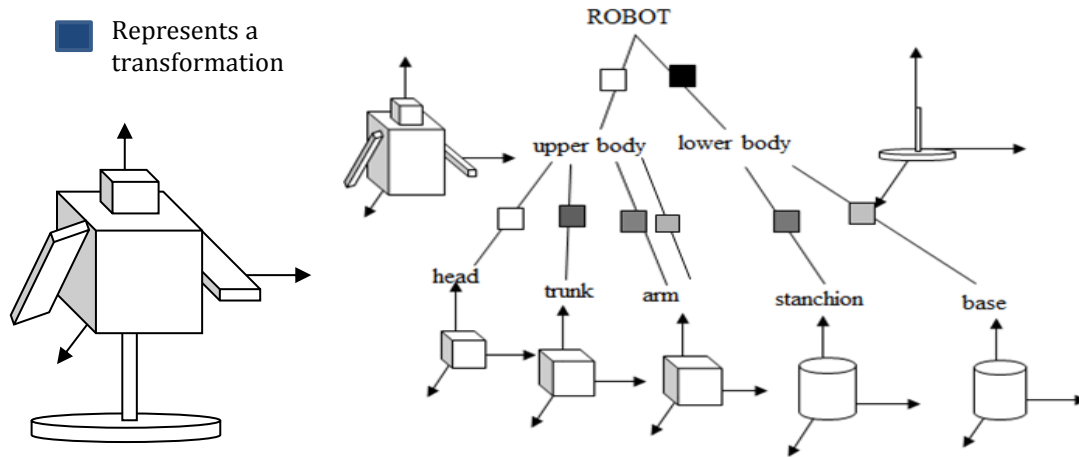 Represents a
transformation
ROBOT
upper body
lower body
head
trunk
arm
stanchion
base